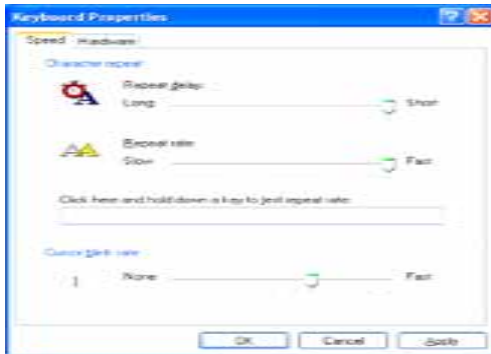 Keyboard Properties
Speed Hardware
Character repeat
Repeat delay:
Long Short
Repeat rate:
Slow Fast
Click here and hold down a key to test repeat rate:
Cursor blink rate
None Fast
OK Cancel Apply